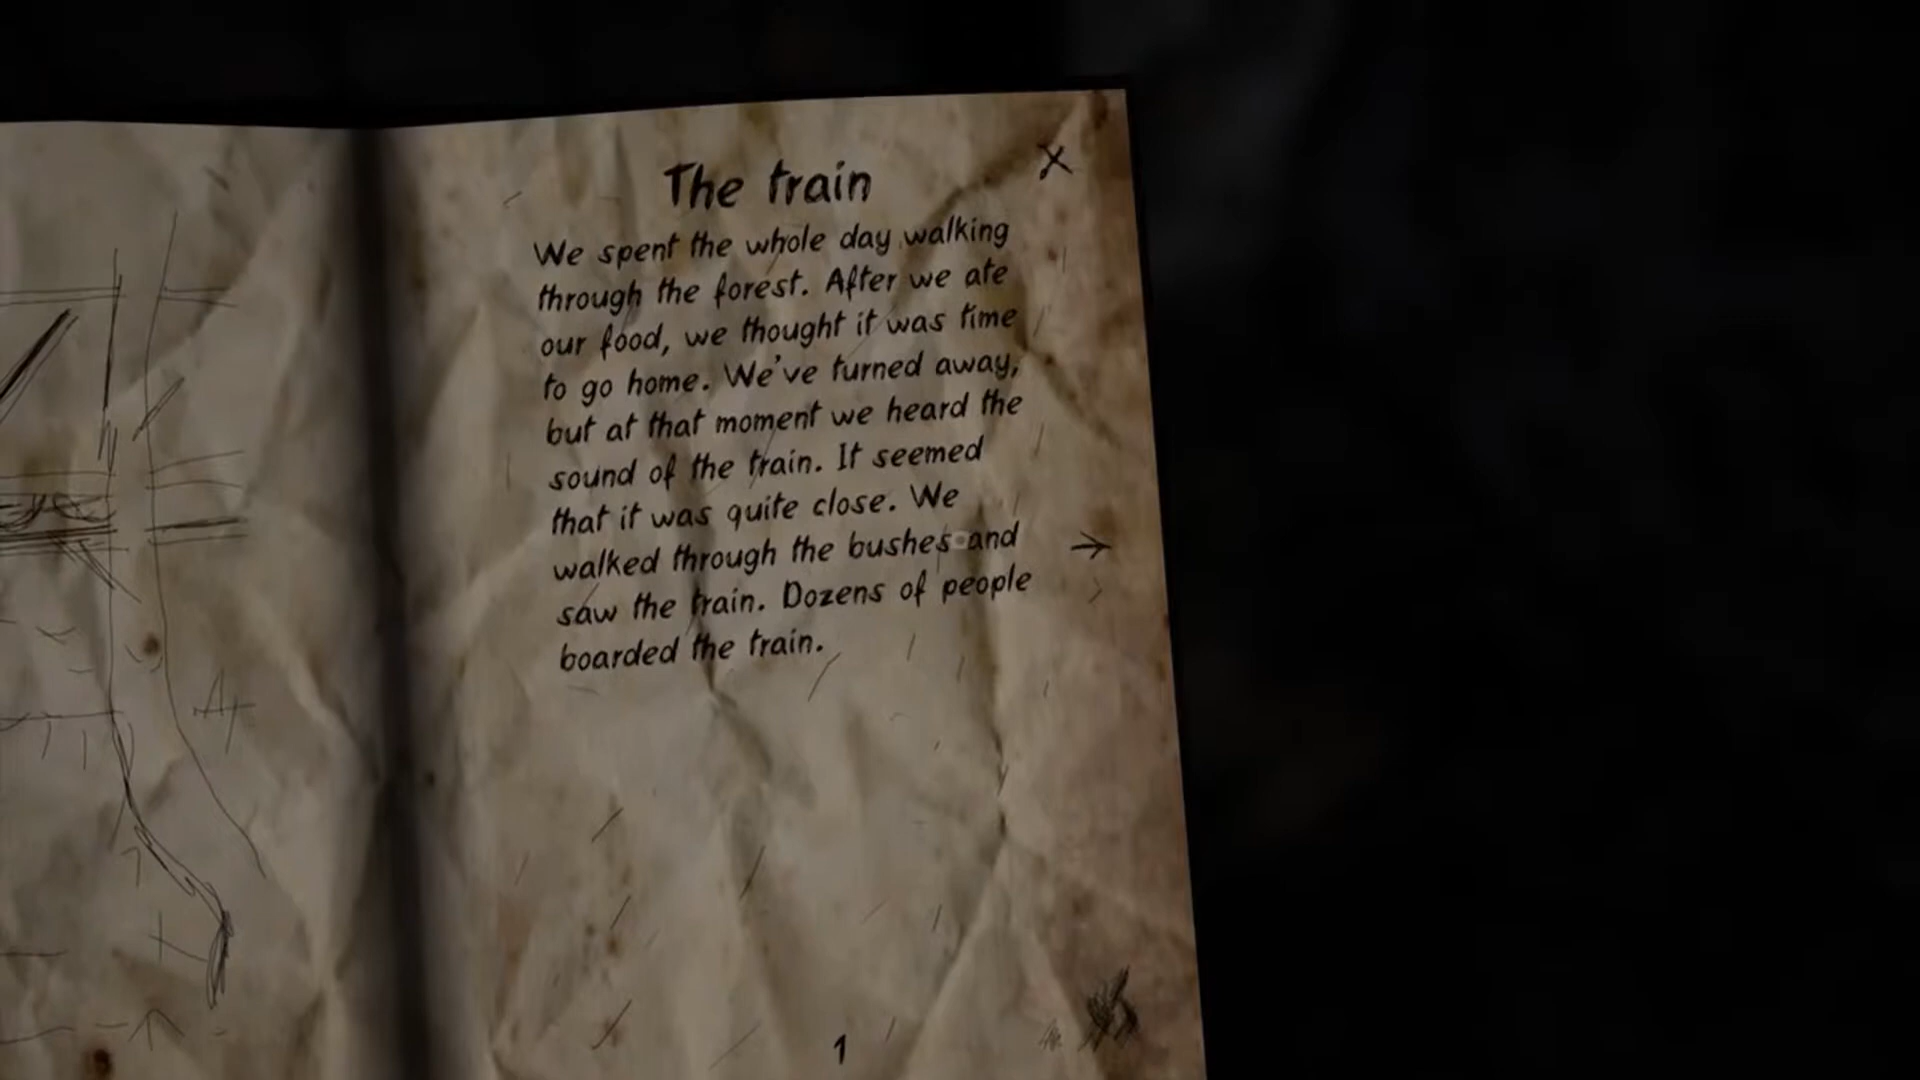 The train
We spent the whole day walking
through the forest. After we ate
our food, we thought it was time
to go home. We've turned away,
but at that moment we heard the
sound of the train. It seemed
that it was quite close. We
walked through the bushes and
saw the train. Dozens of people
boarded the train.
1